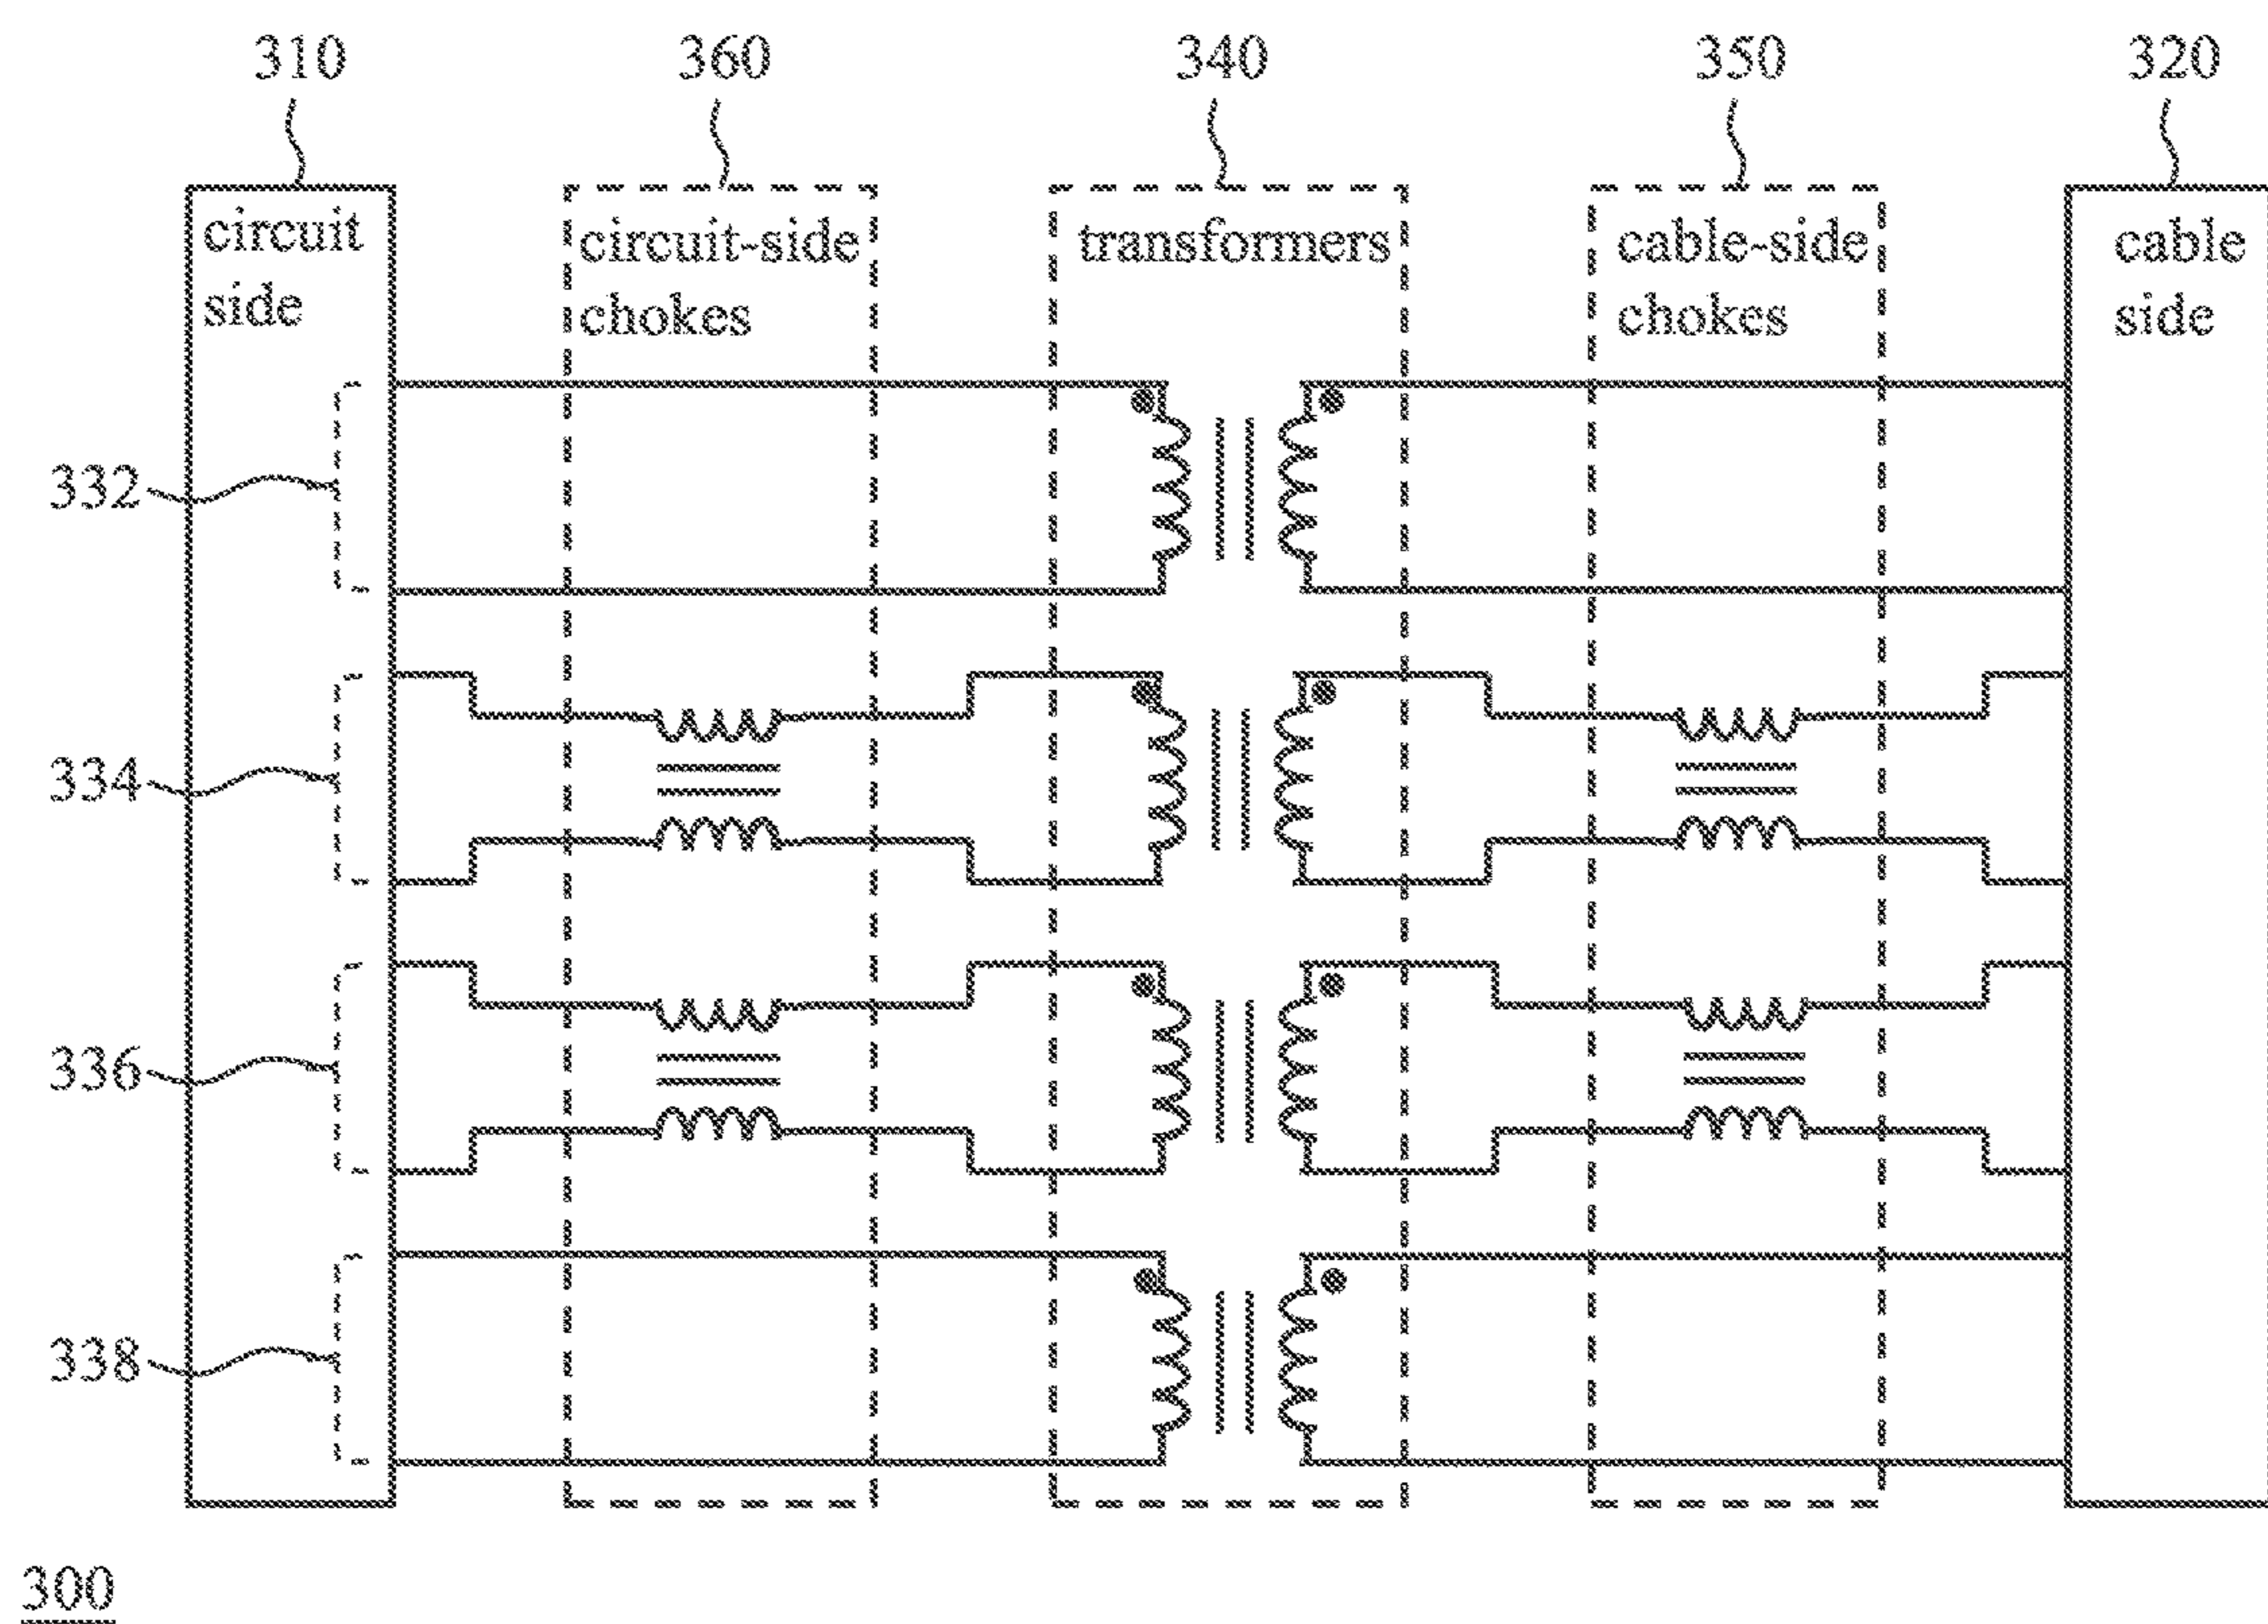 310 360 340 350 320
circuit side
circuit-side chokes
transformers
cable-side chokes
cable side
332
334
336
338
300